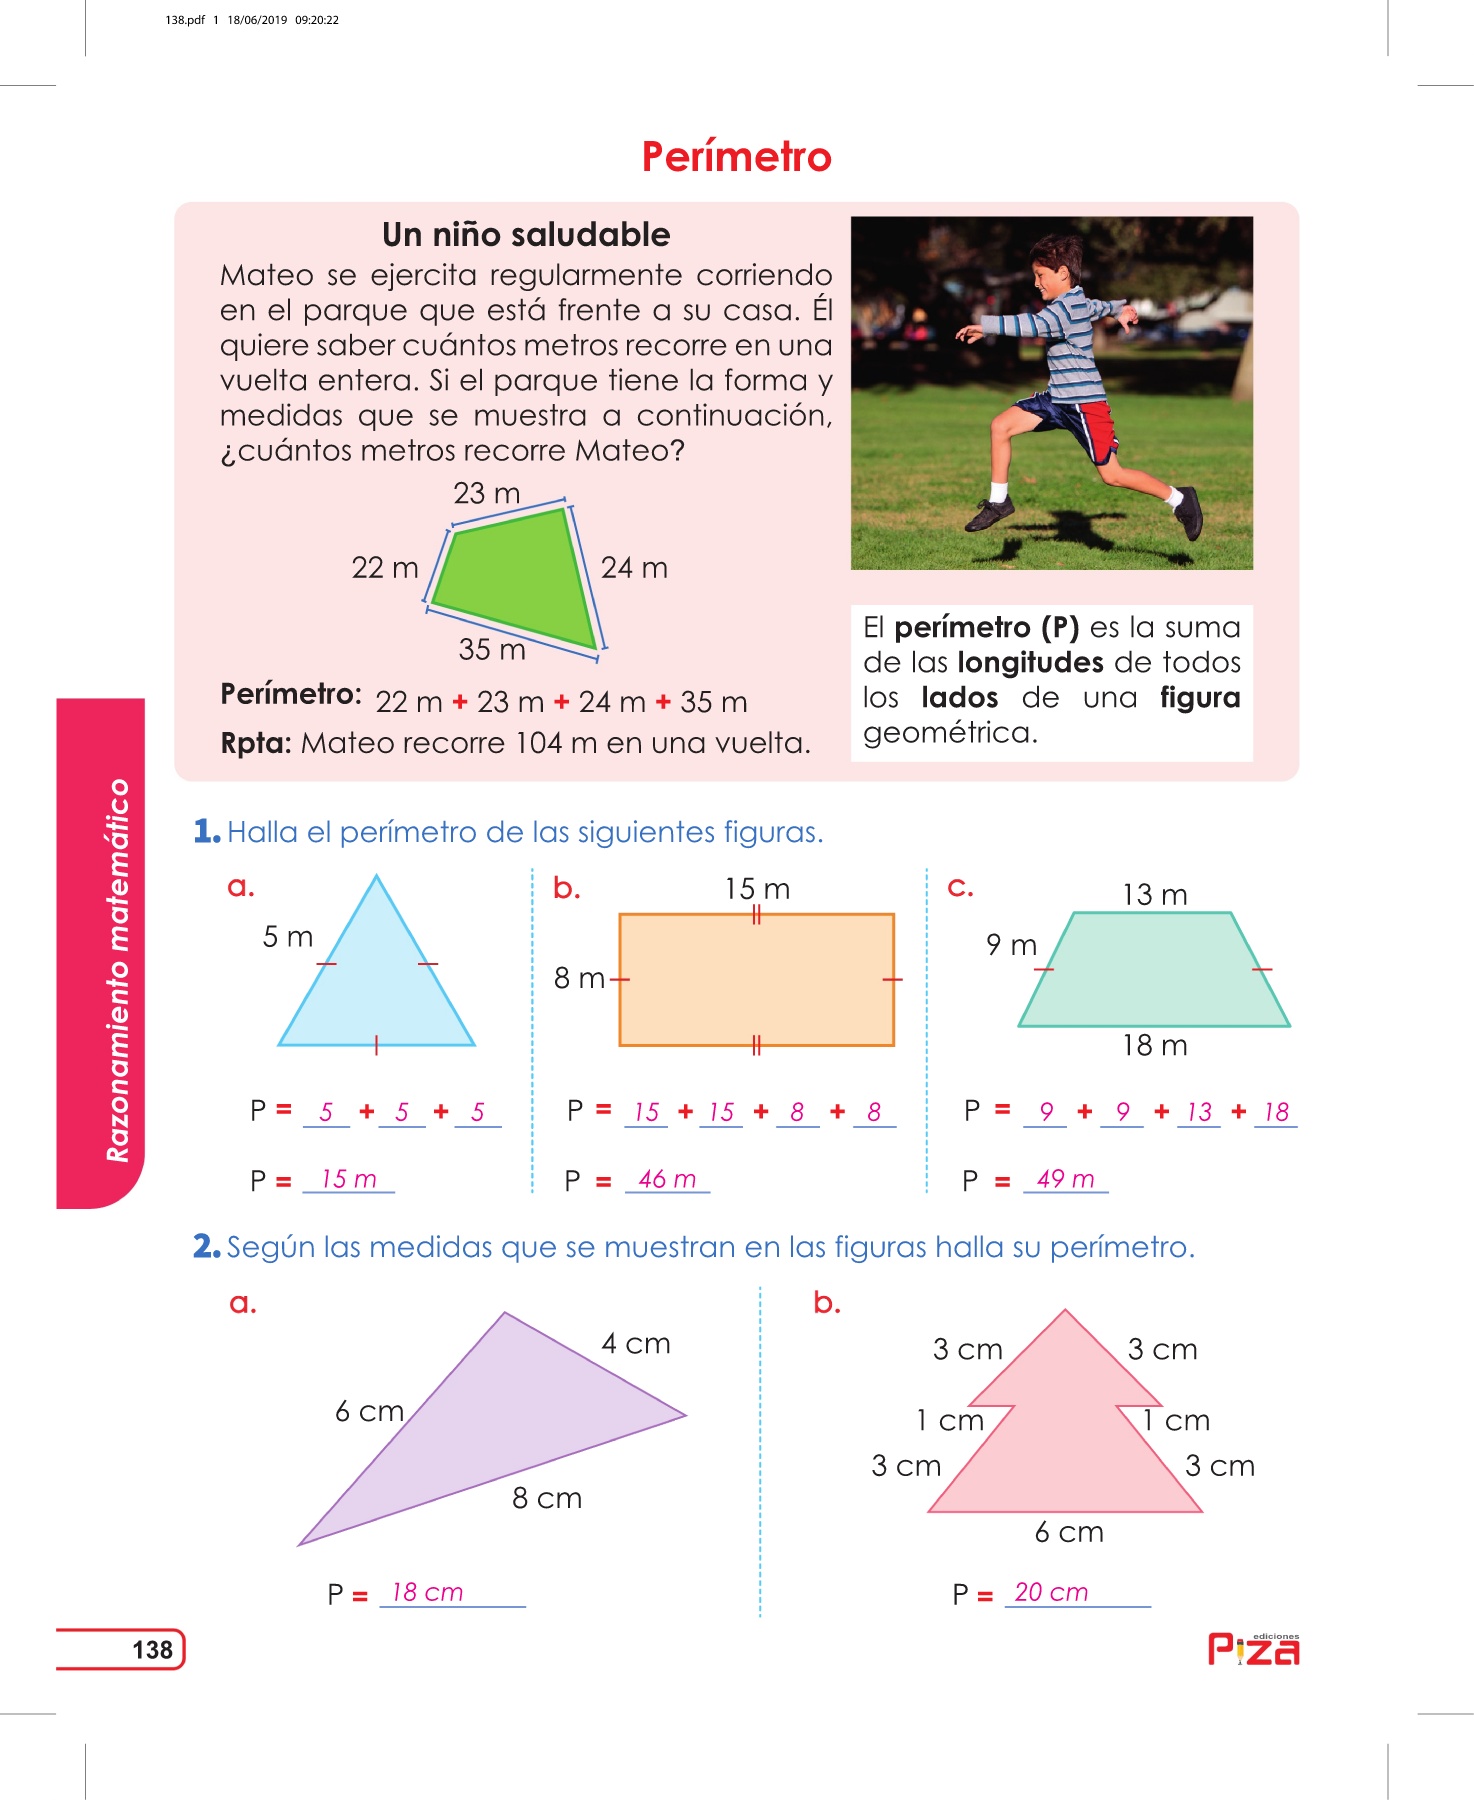 138.pdf 1 18/06/2019 09:20:22
Perímetro
Un niño saludable
Mateo se ejercita regularmente corriendo
en el parque que está frente a su casa. Él
quiere saber cuántos metros recorre en una
vuelta entera. Si el parque tiene la forma y
medidas que se muestra a continuación,
¿cuántos metros recorre Mateo?
23 m
22 m
24 m
35 m
Perímetro: 22 m + 23 m + 24 m + 35 m
Rpta: Mateo recorre 104 m en una vuelta.
El perímetro (P) es la suma
de las longitudes de todos
los lados de una figura
geométrica.
Razonamiento matemático
1. Halla el perímetro de las siguientes figuras.
a.
5 m
P = 5 + 5 + 5
P = 15 m
b.
15 m
8 m
P = 15 + 15 + 8 + 8
P = 46 m
c.
13 m
9 m
18 m
P = 9 + 9 + 13 + 18
P = 49 m
2. Según las medidas que se muestran en las figuras halla su perímetro.
a.
4 cm
6 cm
8 cm
P = 18 cm
b.
3 cm
3 cm
1 cm
1 cm
3 cm
3 cm
6 cm
P = 20 cm
138
ediciones
Piza